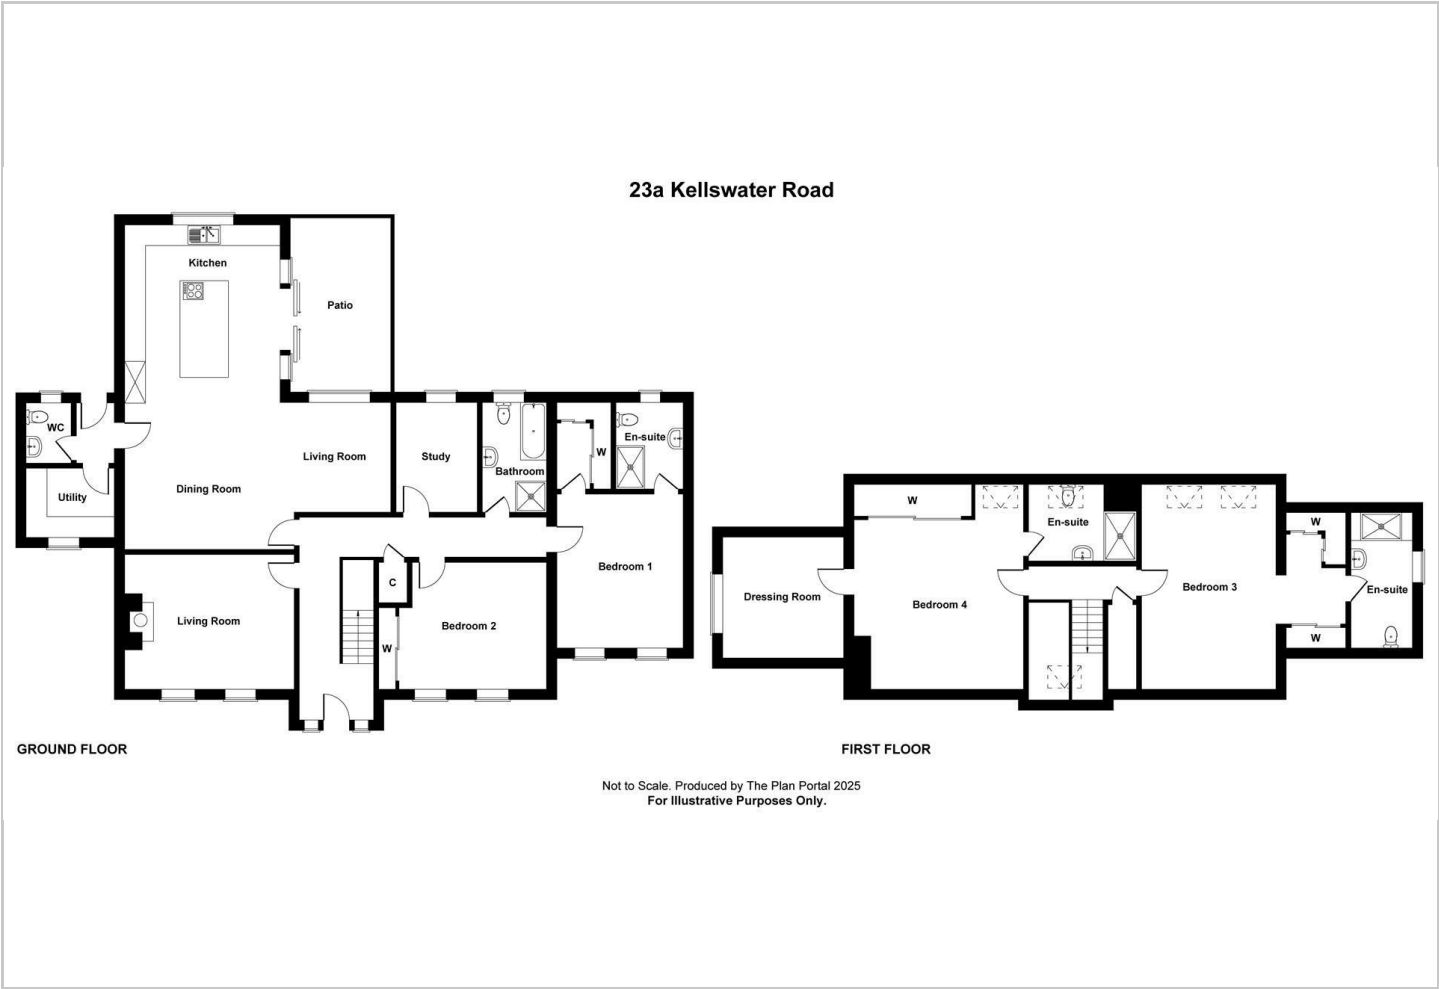 23a Kellswater Road
Kitchen
Patio
WC
Utility
Dining Room
Living Room
Study
Bathroom
W
En-suite
Bedroom 1
Living Room
C
W
Bedroom 2
GROUND FLOOR
W
En-suite
Dressing Room
Bedroom 4
Bedroom 3
W
En-suite
W
FIRST FLOOR
Not to Scale. Produced by The Plan Portal 2025
For Illustrative Purposes Only.